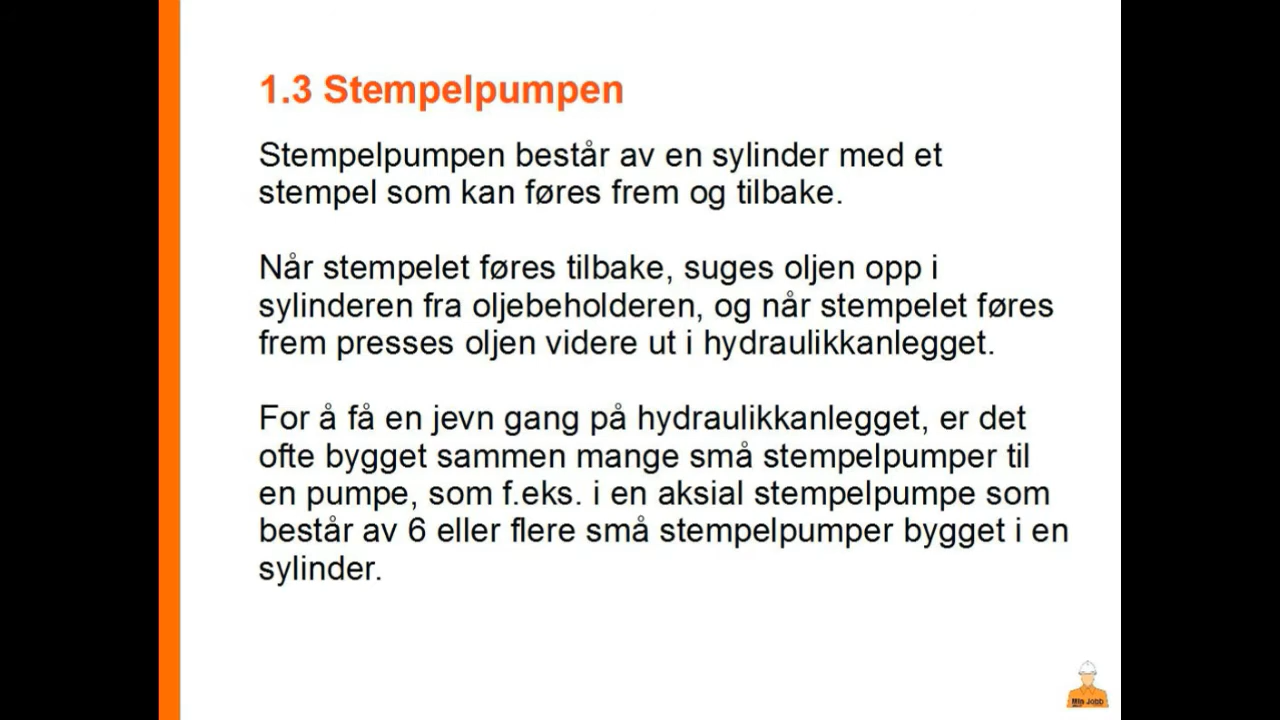 1.3 Stempelpumpen
Stempelpumpen består av en sylinder med et
stempel som kan føres frem og tilbake.
Når stempelet føres tilbake, suges oljen opp i
sylinderen fra oljebeholderen, og når stempelet føres
frem presses oljen videre ut i hydraulikkanlegget.
For å få en jevn gang på hydraulikkanlegget, er det
ofte bygget sammen mange små stempelpumper til
en pumpe, som f.eks. i en aksial stempelpumpe som
består av 6 eller flere små stempelpumper bygget i en
sylinder.
Min Jobb